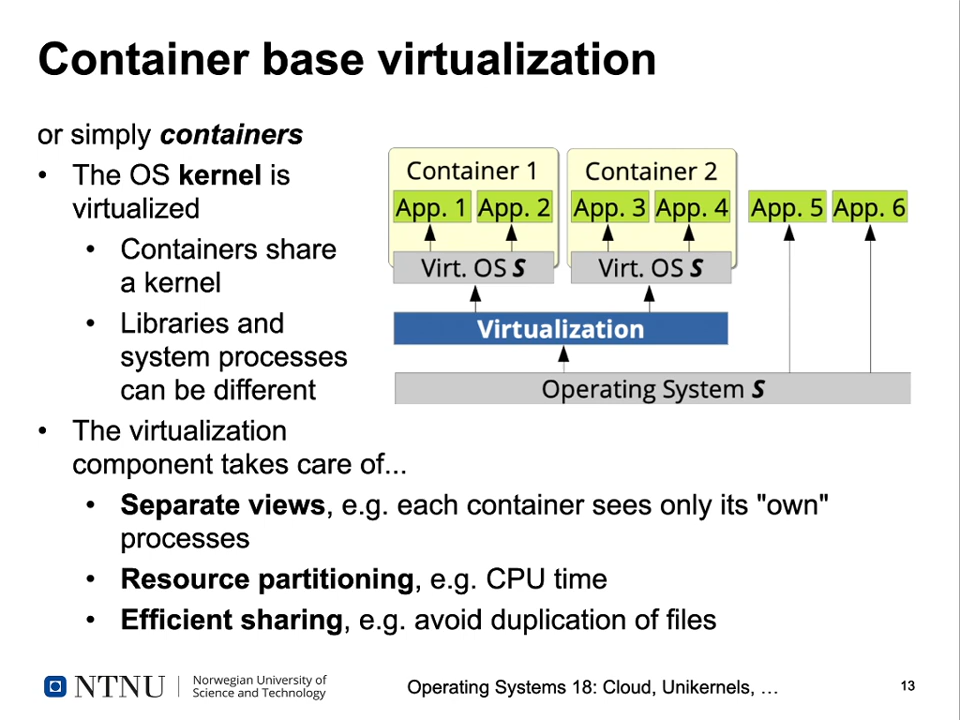 Container base virtualization
or simply containers
• The OS kernel is
virtualized
• Containers share
a kernel
• Libraries and
system processes
can be different
• The virtualization
component takes care of...
• Separate views, e.g. each container sees only its "own"
processes
• Resource partitioning, e.g. CPU time
• Efficient sharing, e.g. avoid duplication of files
Container 1
Container 2
App. 1
App. 2
App. 3
App. 4
App. 5
App. 6
Virt. OS S
Virt. OS S
Virtualization
Operating System S
NTNU
Norwegian University of
Science and Technology
Operating Systems 18: Cloud, Unikernels, …
13